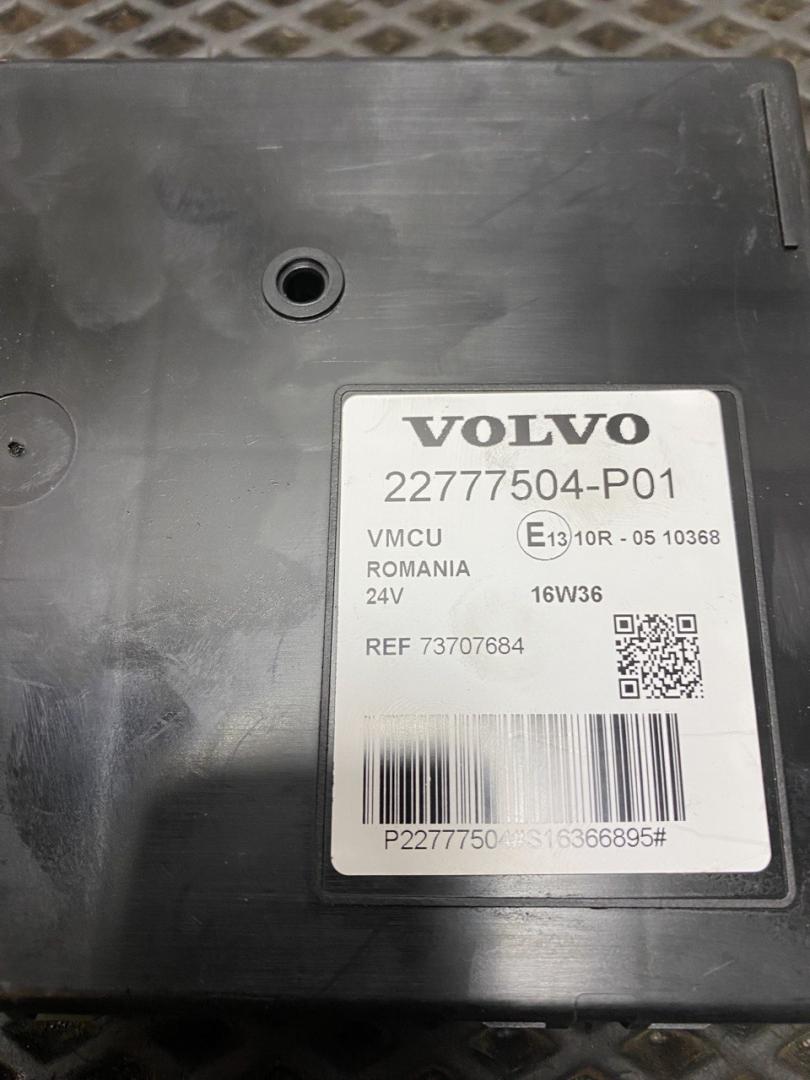 VOLVO
22777504-P01
VMCU E13 10R - 05 10368
ROMANIA
24V 16W36
REF 73707684
P22777504#S16366895#